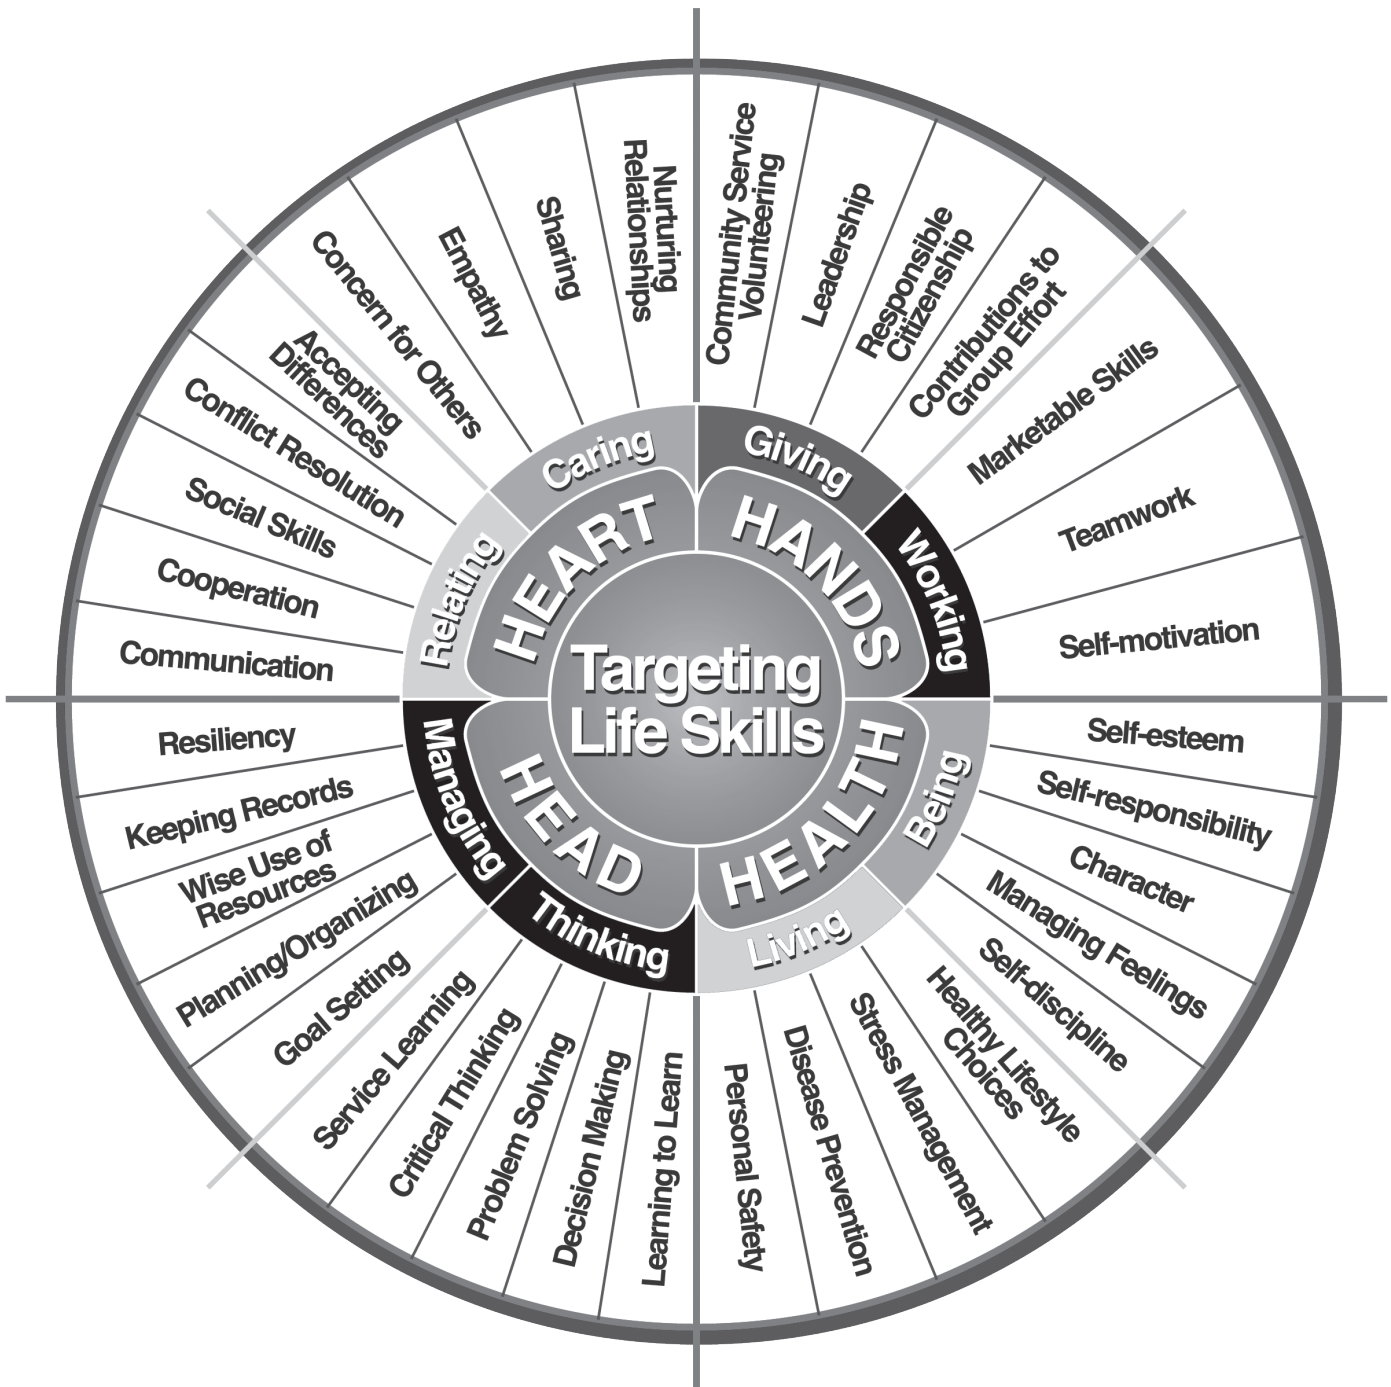 Targeting
Life Skills
HEART
HANDS
HEALTH
HEAD
Caring
Giving
Working
Being
Living
Thinking
Managing
Relating
Community Service
Volunteering
Leadership
Responsible
Citizenship
Contributions to
Group Effort
Marketable Skills
Teamwork
Self-motivation
Self-esteem
Self-responsibility
Character
Managing Feelings
Self-discipline
Healthy Lifestyle
Choices
Stress Management
Disease Prevention
Personal Safety
Learning to Learn
Decision Making
Problem Solving
Critical Thinking
Service Learning
Goal Setting
Planning/Organizing
Wise Use of
Resources
Keeping Records
Resiliency
Communication
Cooperation
Social Skills
Conflict Resolution
Accepting
Differences
Concern for Others
Empathy
Sharing
Nurturing
Relationships